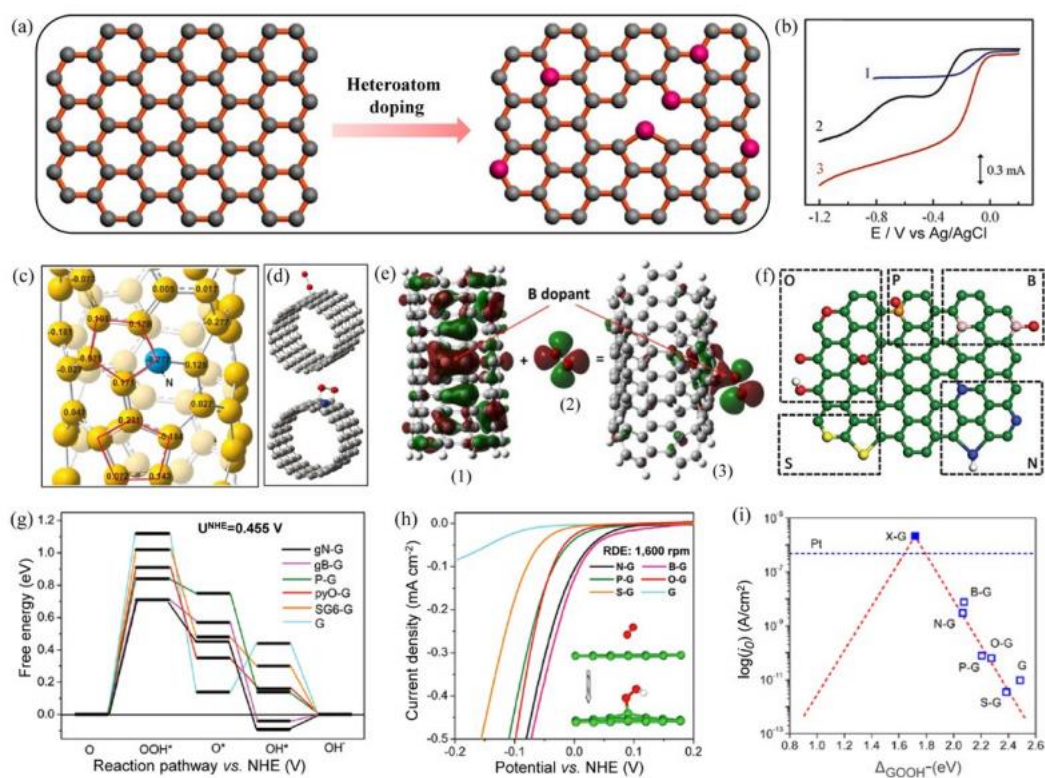 (a)
Heteroatom
doping
(b)
1
2
3
0.3 mA
-1.2
-0.8
-0.4
0.0
E / V vs Ag/AgCl
(c)
0.005
-0.017
N
0.027
(d)
(e)
B dopant
+
=
(1)
(2)
(3)
(f)
O
P
B
S
N
(g)
U^NHE=0.455 V
gN-G
gB-G
P-G
pyO-G
SG6-G
G
Free energy (eV)
1.2
1.0
0.8
0.6
0.4
0.2
0.0
O
OOH*
O*
OH*
OH⁻
Reaction pathway vs. NHE (V)
(h)
RDE: 1,600 rpm
N-G
B-G
P-G
O-G
S-G
G
Current density (mA cm⁻²)
0.0
-0.1
-0.2
-0.3
-0.4
-0.5
-0.2
-0.1
0.0
0.1
0.2
Potential vs. NHE (V)
(i)
log(j₀) (A/cm²)
10⁻⁵
10⁻⁷
10⁻⁹
10⁻¹¹
10⁻¹³
Pt
X-G
B-G
N-G
O-G
P-G
G
S-G
0.8
1.0
1.2
1.4
1.6
1.8
2.0
2.2
2.4
2.6
ΔGOOH⁻(eV)